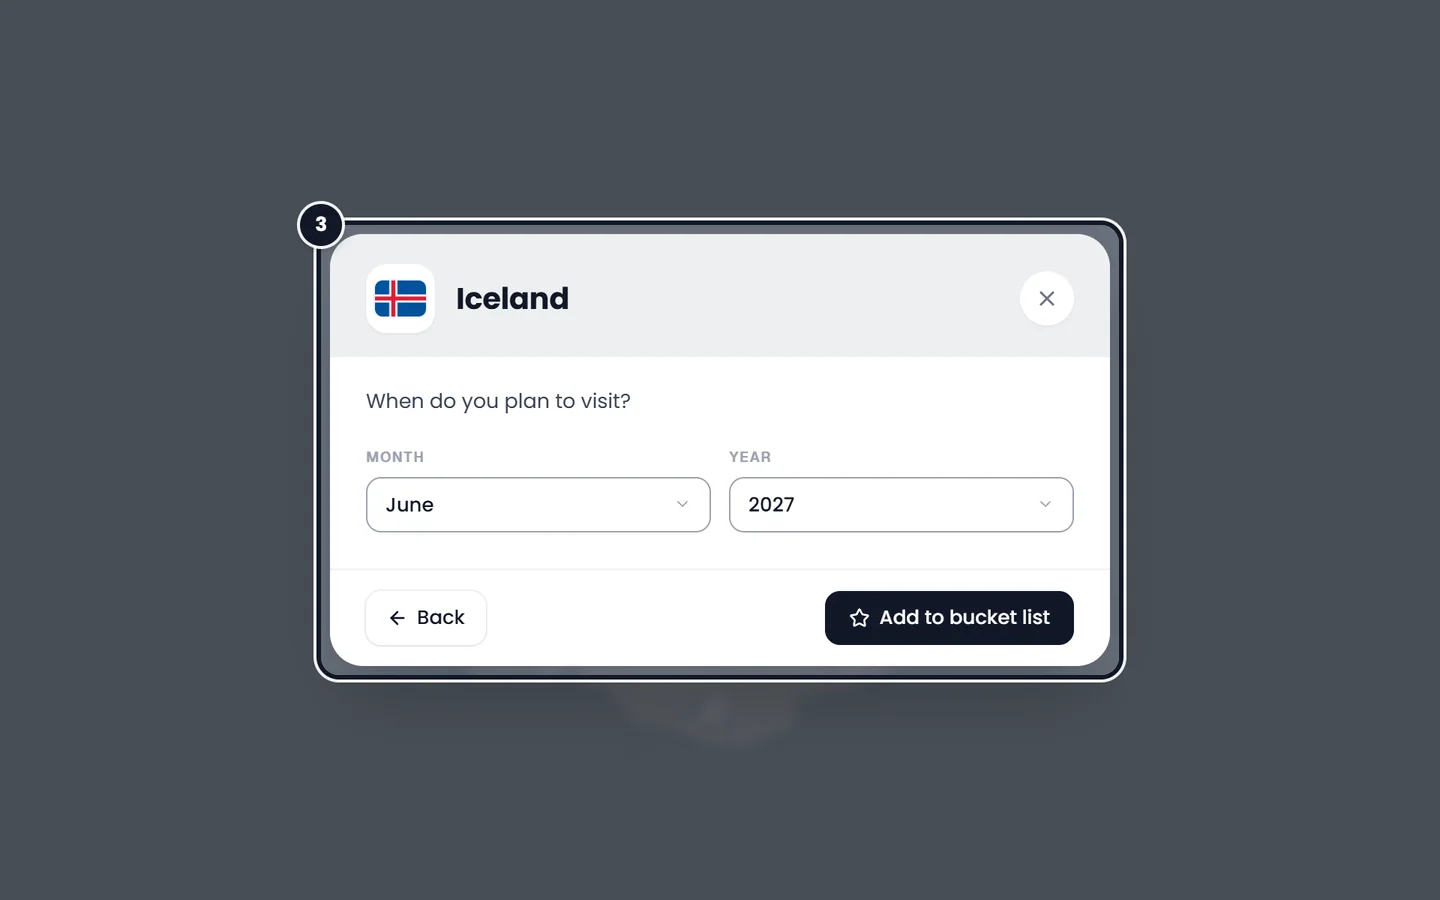 3
Iceland
When do you plan to visit?
MONTH
YEAR
June
2027
Back
Add to bucket list